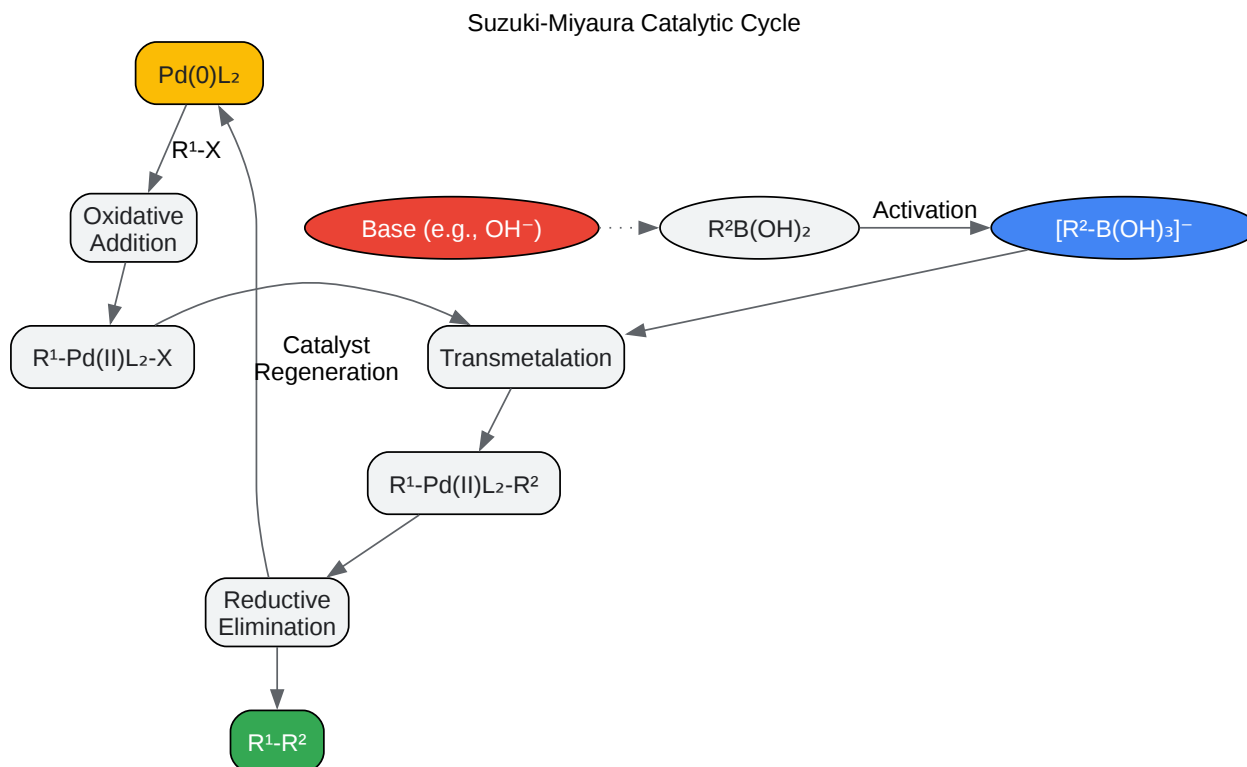 Suzuki-Miyaura Catalytic Cycle
Pd(0)L₂
R¹-X
Oxidative
Addition
Base (e.g., OH⁻)
R²B(OH)₂
Activation
[R²-B(OH)₃]⁻
R¹-Pd(II)L₂-X
Catalyst
Regeneration
Transmetalation
R¹-Pd(II)L₂-R²
Reductive
Elimination
R¹-R²